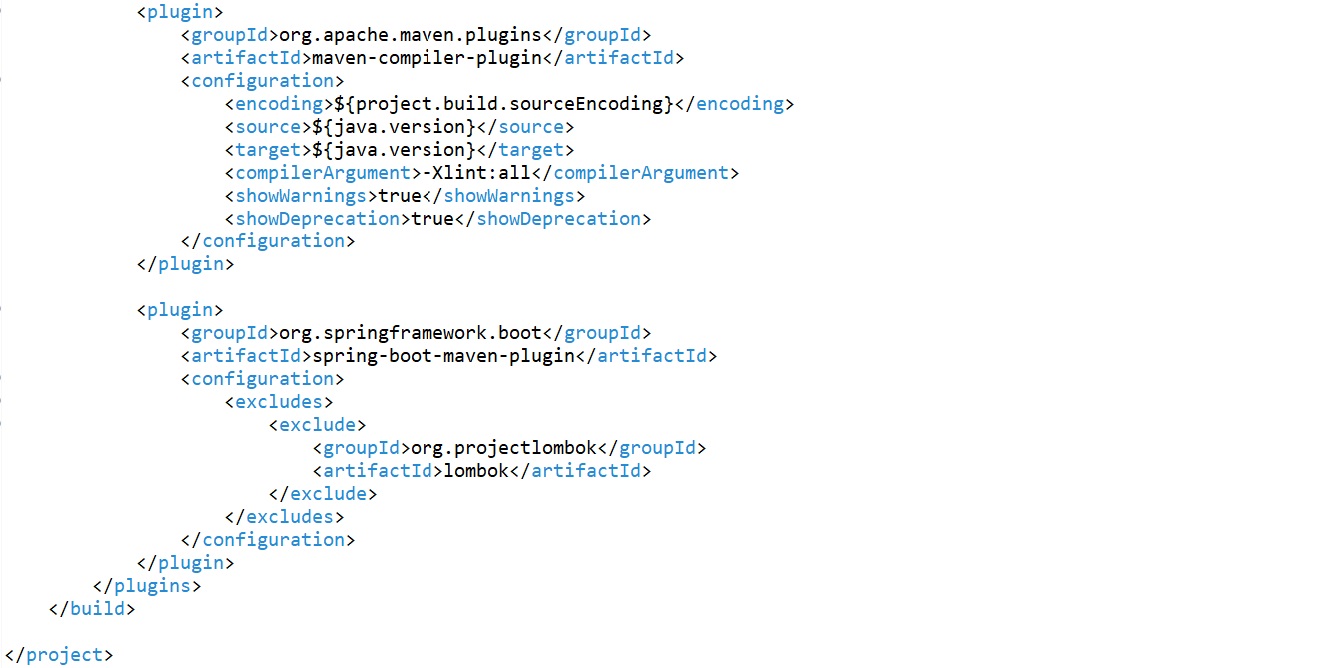 <plugin>
<groupId>org.apache.maven.plugins</groupId>
<artifactId>maven-compiler-plugin</artifactId>
<configuration>
<encoding>${project.build.sourceEncoding}</encoding>
<source>${java.version}</source>
<target>${java.version}</target>
<compilerArgument>-Xlint:all</compilerArgument>
<showWarnings>true</showWarnings>
<showDeprecation>true</showDeprecation>
</configuration>
</plugin>
<plugin>
<groupId>org.springframework.boot</groupId>
<artifactId>spring-boot-maven-plugin</artifactId>
<configuration>
<excludes>
<exclude>
<groupId>org.projectlombok</groupId>
<artifactId>lombok</artifactId>
</exclude>
</excludes>
</configuration>
</plugin>
</plugins>
</build>
</project>